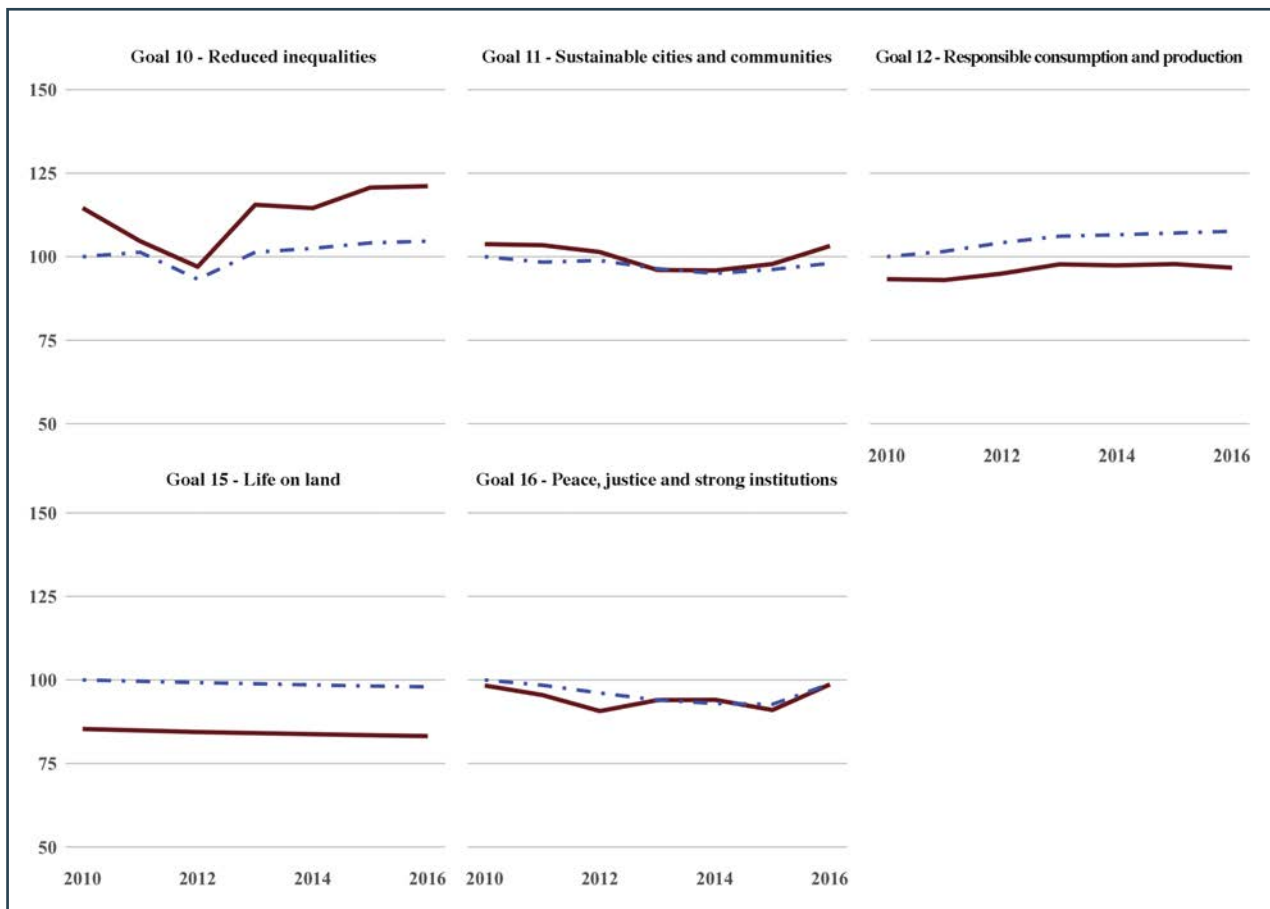 Goal 10 - Reduced inequalities
Goal 11 - Sustainable cities and communities
Goal 12 - Responsible consumption and production
150
125
100
75
50
2010 2012 2014 2016
Goal 15 - Life on land
Goal 16 - Peace, justice and strong institutions
150
125
100
75
50
2010 2012 2014 2016
2010 2012 2014 2016